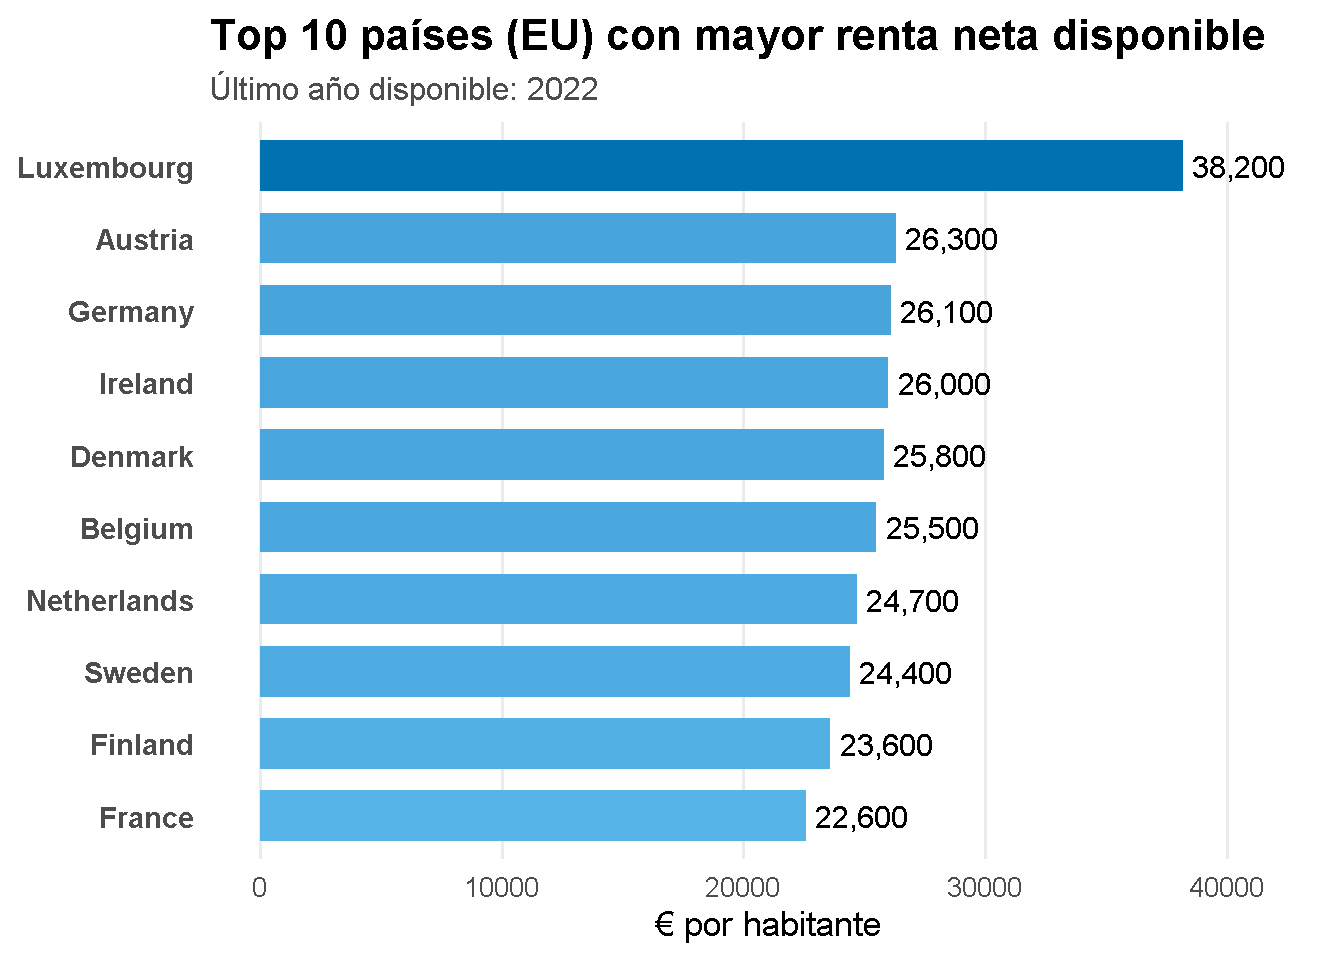 Top 10 países (EU) con mayor renta neta disponible
Último año disponible: 2022
Luxembourg 38,200
Austria 26,300
Germany 26,100
Ireland 26,000
Denmark 25,800
Belgium 25,500
Netherlands 24,700
Sweden 24,400
Finland 23,600
France 22,600
0 10000 20000 30000 40000
€ por habitante